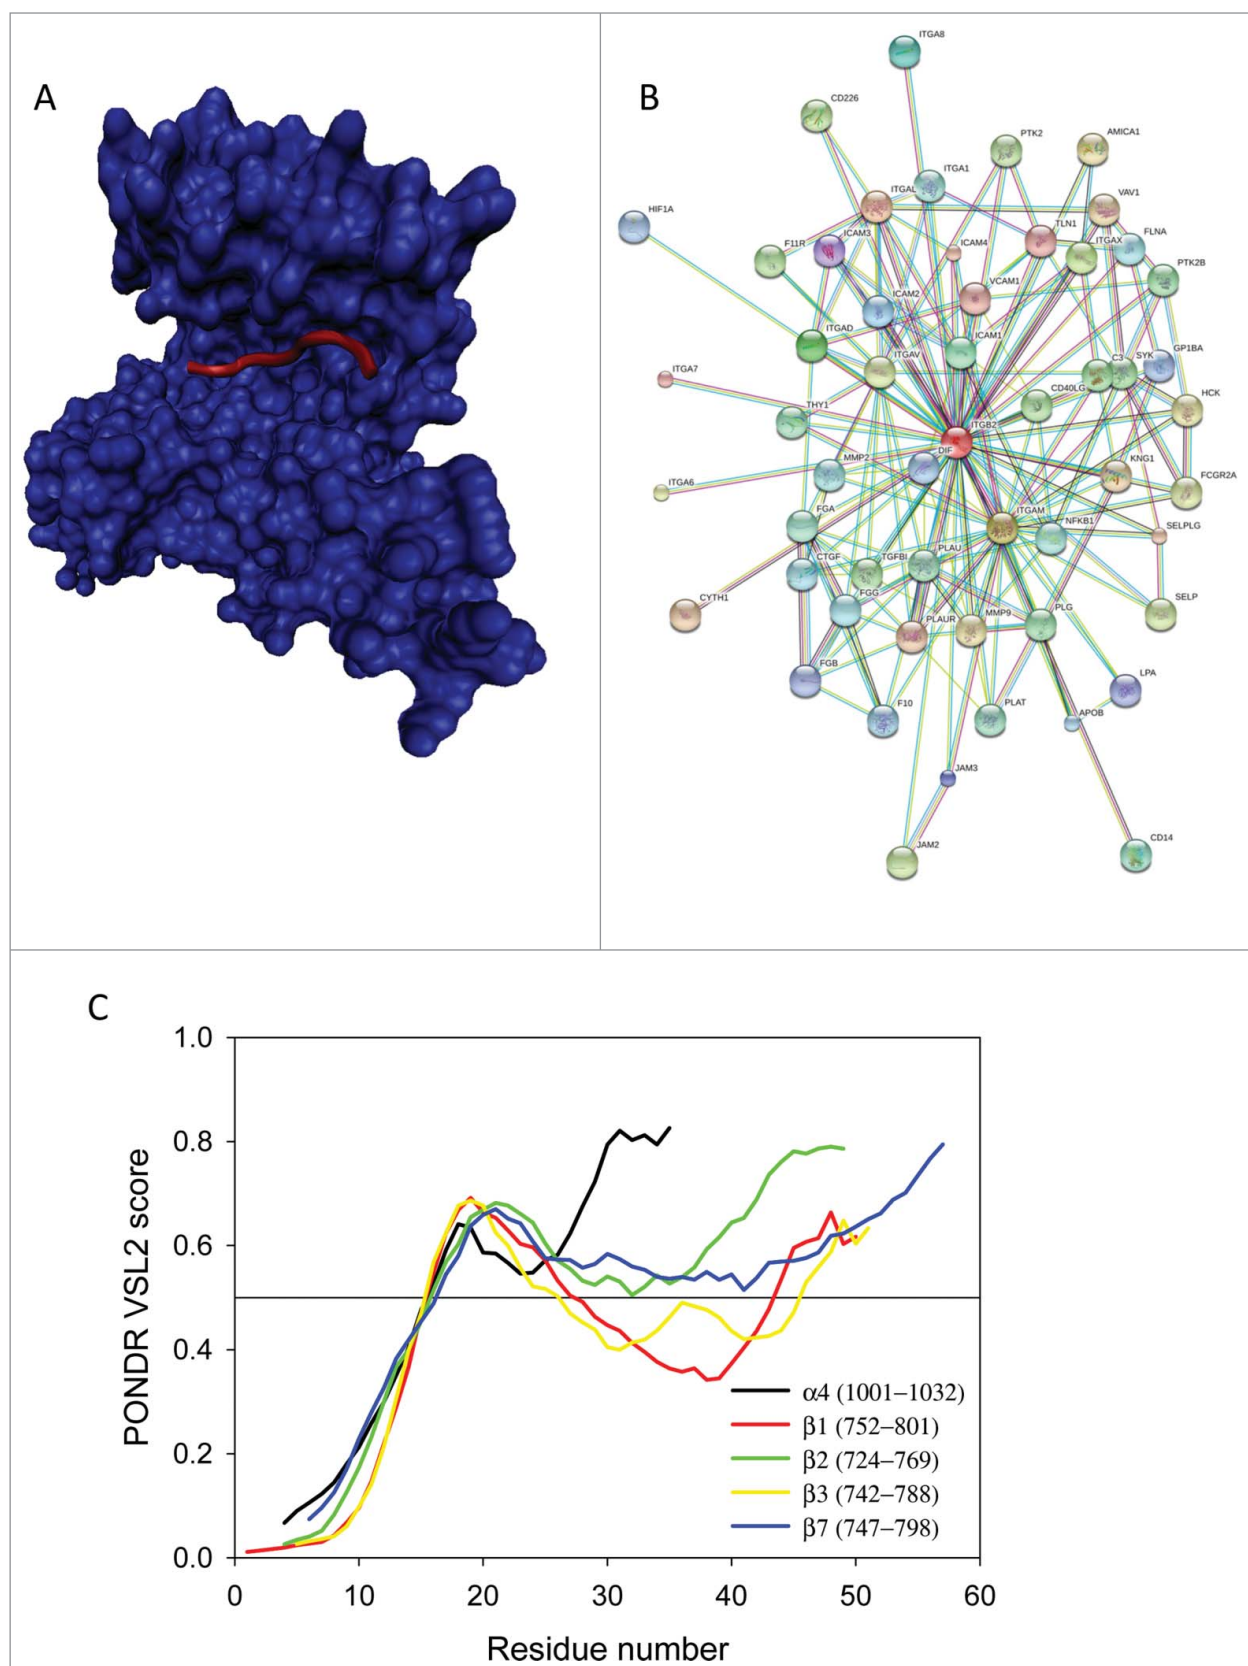 A
B
ITGA8
CD226
PTK2
AMICA1
ITGA1
ITGAL
VAV1
HIF1A
TLN1
ICAM3
F11R
ICAM4
ITGAX
FLNA
PTK2B
VCAM1
ICAM2
ITGAD
ICAM1
ITGAV
C3
SYK
GP1BA
ITGA7
CD40LG
HCK
THY1
ITGB2
DIF
MMP2
KNG1
FCGR2A
ITGA6
FGA
ITGAM
NFKB1
SELPLG
CTGF
TGFBI
PLAU
FGG
CYTH1
PLAUR
MMP9
PLG
SELP
FGB
LPA
F10
PLAT
APOB
JAM3
JAM2
CD14
C
1.0
0.8
0.6
0.4
0.2
0.0
PONDR VSL2 score
α4 (1001–1032)
β1 (752–801)
β2 (724–769)
β3 (742–788)
β7 (747–798)
0 10 20 30 40 50 60
Residue number